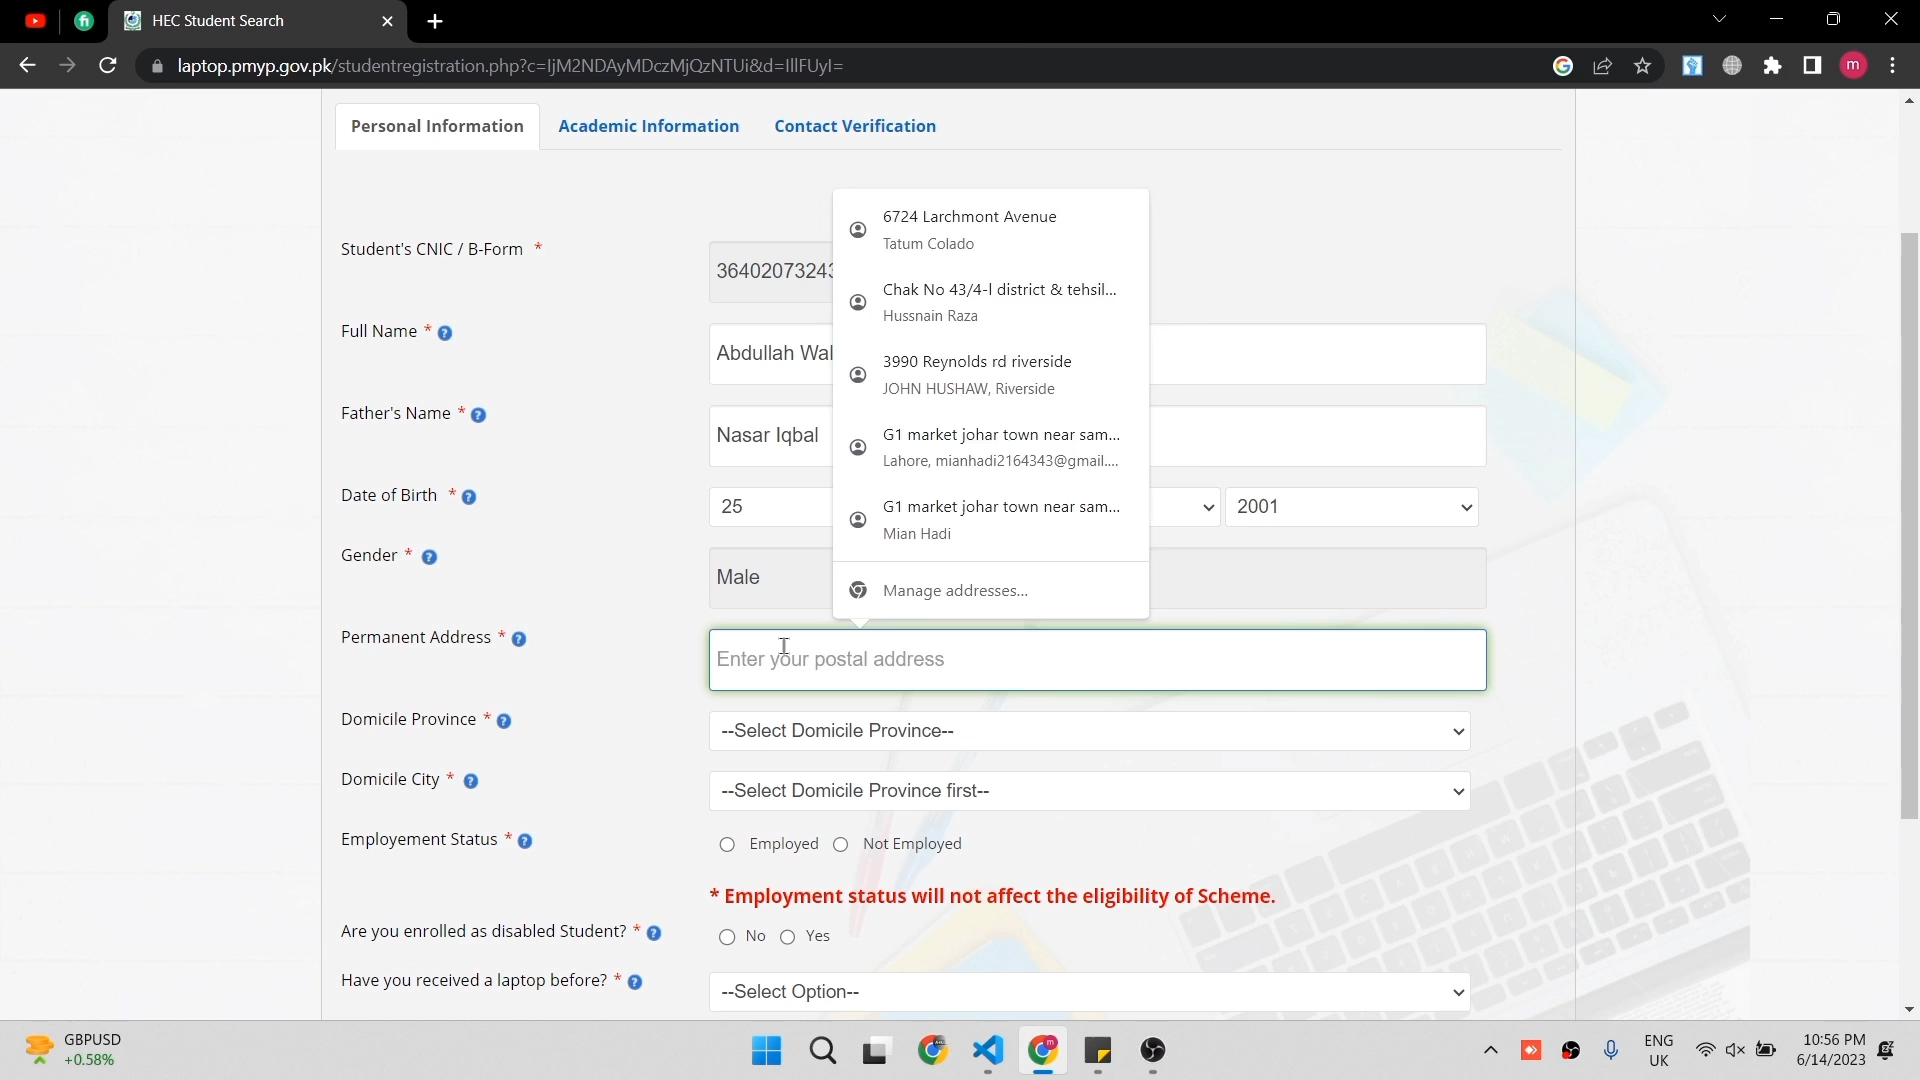 HEC Student Search
laptop.pmyp.gov.pk/studentregistration.php?c=IjM2NDAyMDczMjQzNTUi&d=IllFUyI=
m
Personal Information
Academic Information
Contact Verification
6724 Larchmont Avenue
Tatum Colado
Student's CNIC / B-Form *
3640207324
Chak No 43/4-l district & tehsil...
Hussnain Raza
Full Name *
Abdullah Wal
3990 Reynolds rd riverside
JOHN HUSHAW, Riverside
Father's Name *
Nasar Iqbal
G1 market johar town near sam...
Lahore, mianhadi2164343@gmail....
Date of Birth *
25
2001
G1 market johar town near sam...
Mian Hadi
Gender *
Male
Manage addresses...
Permanent Address *
Enter your postal address
Domicile Province *
--Select Domicile Province--
Domicile City *
--Select Domicile Province first--
Employement Status *
Employed
Not Employed
* Employment status will not affect the eligibility of Scheme.
Are you enrolled as disabled Student? *
No
Yes
Have you received a laptop before? *
--Select Option--
GBPUSD
+0.58%
ENG
UK
10:56 PM
6/14/2023